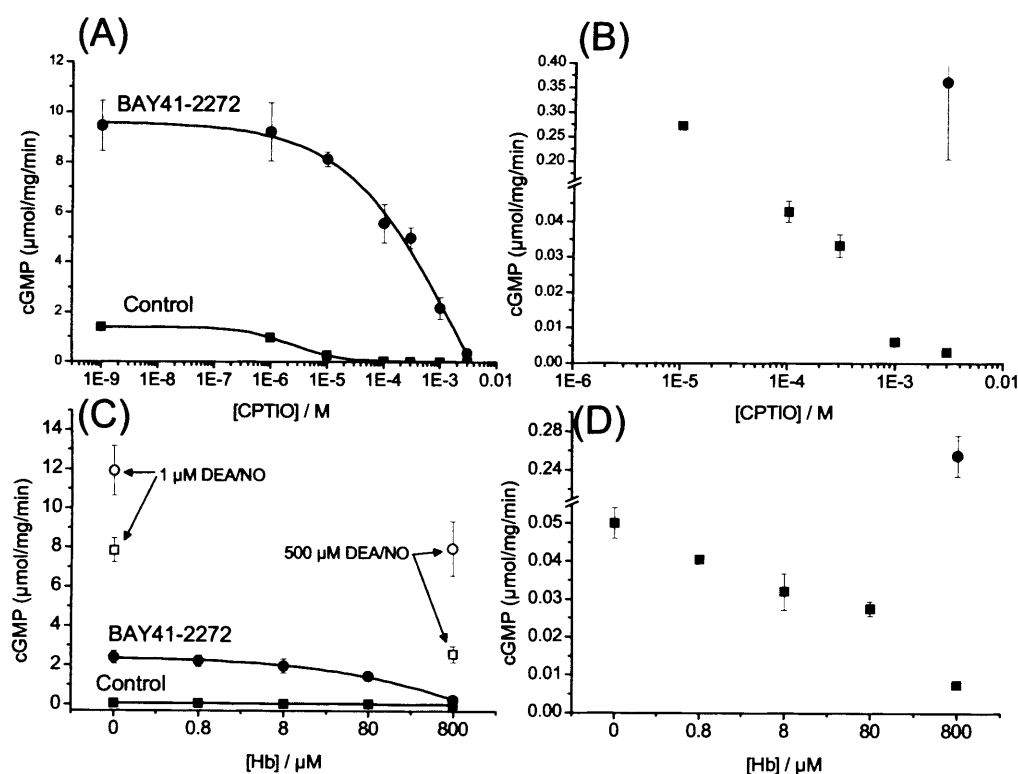 (A)
12
10
8
6
4
2
0
cGMP (µmol/mg/min)
BAY41-2272
Control
1E-9 1E-8 1E-7 1E-6 1E-5 1E-4 1E-3 0.01
[CPTIO] / M
(B)
0.40
0.35
0.30
0.25
0.20
0.04
0.02
0.00
cGMP (µmol/mg/min)
1E-6 1E-5 1E-4 1E-3 0.01
[CPTIO] / M
(C)
14
12
10
8
6
4
2
0
cGMP (µmol/mg/min)
1 µM DEA/NO
500 µM DEA/NO
BAY41-2272
Control
0 0.8 8 80 800
[Hb] / µM
(D)
0.28
0.24
0.05
0.04
0.03
0.02
0.01
0.00
cGMP (µmol/mg/min)
0 0.8 8 80 800
[Hb] / µM